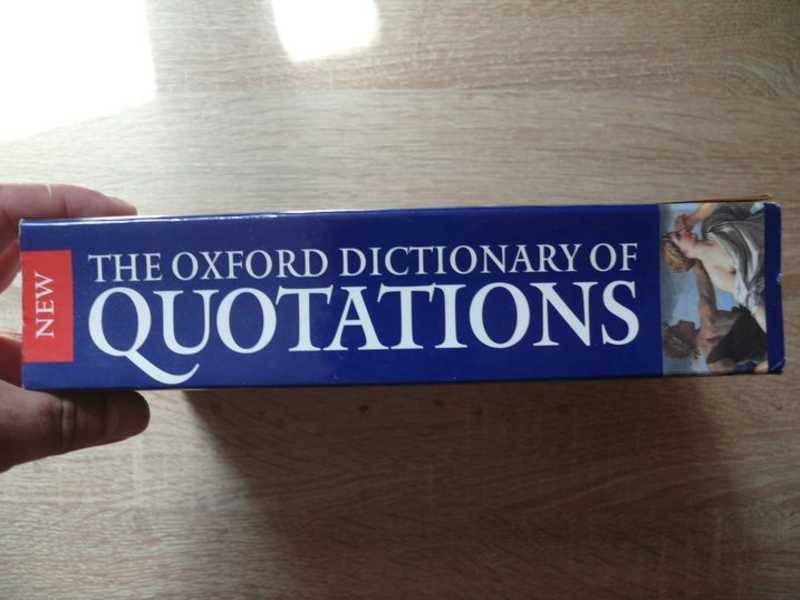 NEW
THE OXFORD DICTIONARY OF
QUOTATIONS